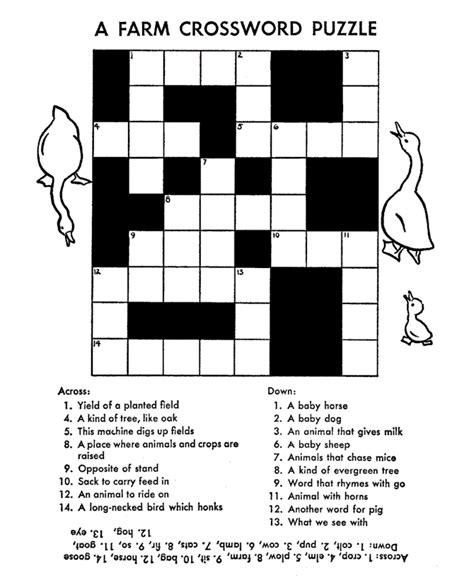 A FARM CROSSWORD PUZZLE
1 2 3
4 5 6
7
8
9 10 11
12 13
14
Across:
1. Yield of a planted field
4. A kind of tree, like oak
5. This machine digs up fields
8. A place where animals and crops are
raised
9. Opposite of stand
10. Sack to carry feed in
12. An animal to ride on
14. A long-necked bird which honks
Down:
1. A baby horse
2. A baby dog
3. An animal that gives milk
6. A baby sheep
7. Animals that chase mice
8. A kind of evergreen tree
9. Word that rhymes with go
11. Animal with horns
12. Another word for pig
13. What we see with
Across: 1. crop, 4. elm, 5. plow, 8. farm, 9. sit, 10. bag, 12. horse, 14. goose
Down: 1. colt, 2. pup, 3. cow, 6. lamb, 7. cats, 8. fir, 9. so, 11. goat,
12. hog, 13. eye